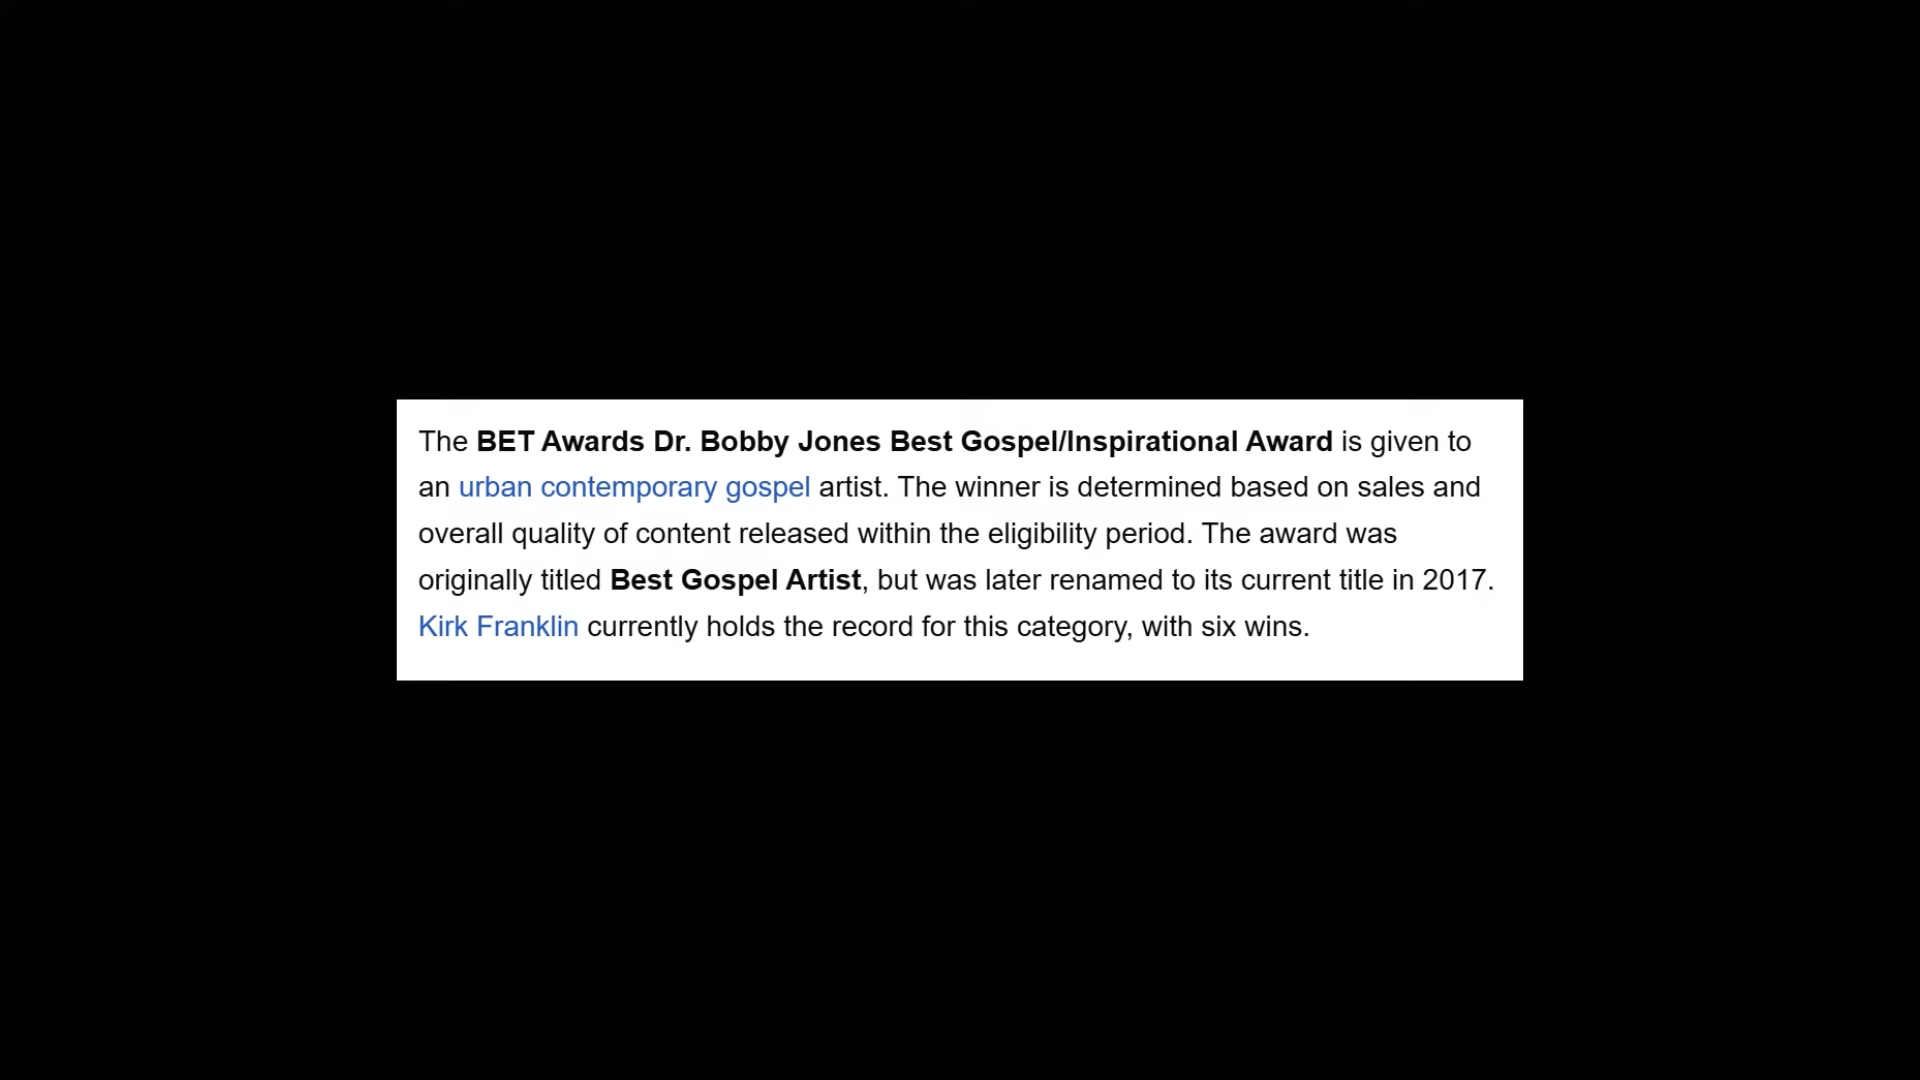 The BET Awards Dr. Bobby Jones Best Gospel/Inspirational Award is given to
an urban contemporary gospel artist. The winner is determined based on sales and
overall quality of content released within the eligibility period. The award was
originally titled Best Gospel Artist, but was later renamed to its current title in 2017.
Kirk Franklin currently holds the record for this category, with six wins.